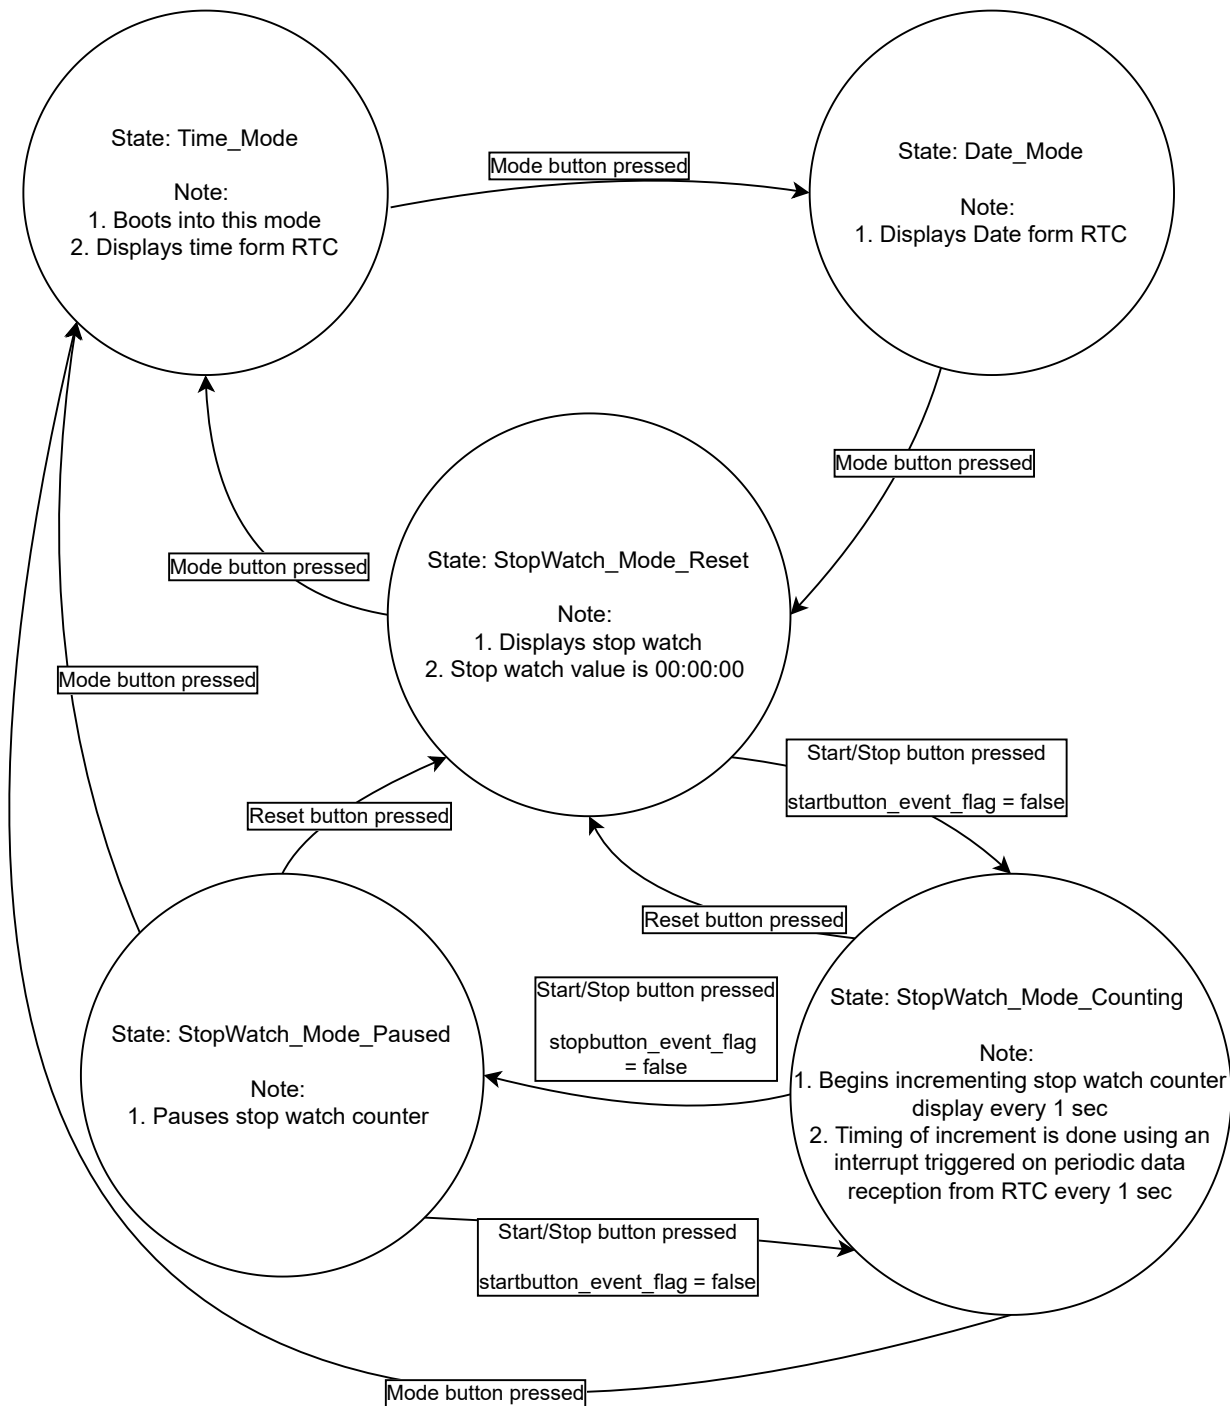 State: Time_Mode
Note:
1. Boots into this mode
2. Displays time form RTC
Mode button pressed
State: Date_Mode
Note:
1. Displays Date form RTC
Mode button pressed
State: StopWatch_Mode_Reset
Note:
1. Displays stop watch
2. Stop watch value is 00:00:00
Mode button pressed
Mode button pressed
Start/Stop button pressed
startbutton_event_flag = false
Reset button pressed
Reset button pressed
Start/Stop button pressed
stopbutton_event_flag
= false
State: StopWatch_Mode_Counting
Note:
1. Begins incrementing stop watch counter
display every 1 sec
2. Timing of increment is done using an
interrupt triggered on periodic data
reception from RTC every 1 sec
State: StopWatch_Mode_Paused
Note:
1. Pauses stop watch counter
Start/Stop button pressed
startbutton_event_flag = false
Mode button pressed